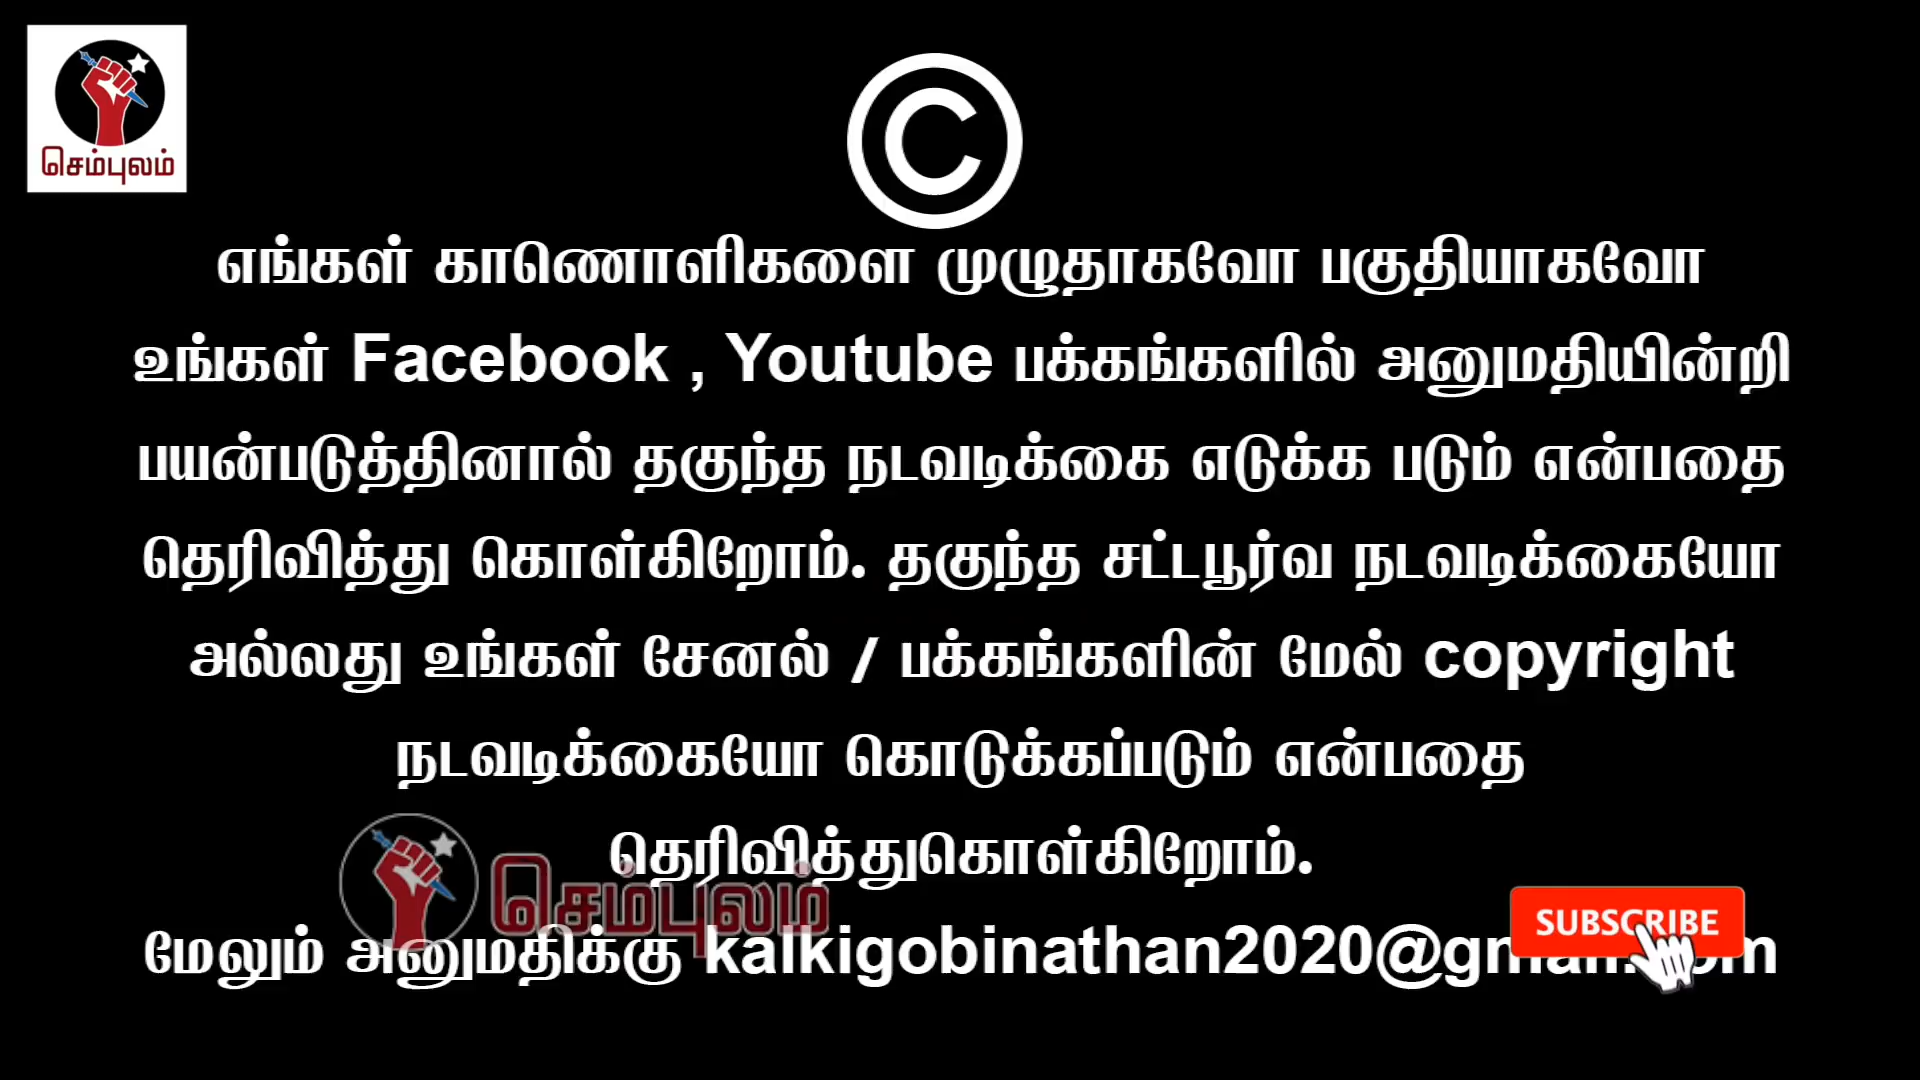 செம்புலம்
©
எங்கள் காணொளிகளை முழுதாகவோ பகுதியாகவோ
உங்கள் Facebook , Youtube பக்கங்களில் அனுமதியின்றி
பயன்படுத்தினால் தகுந்த நடவடிக்கை எடுக்க படும் என்பதை
தெரிவித்து கொள்கிறோம். தகுந்த சட்டபூர்வ நடவடிக்கையோ
அல்லது உங்கள் சேனல் / பக்கங்களின் மேல் copyright
நடவடிக்கையோ கொடுக்கப்படும் என்பதை
தெரிவித்துகொள்கிறோம்.
செம்புலம்
SUBSCRIBE
மேலும் அனுமதிக்கு kalkigobinathan2020@gmail.com